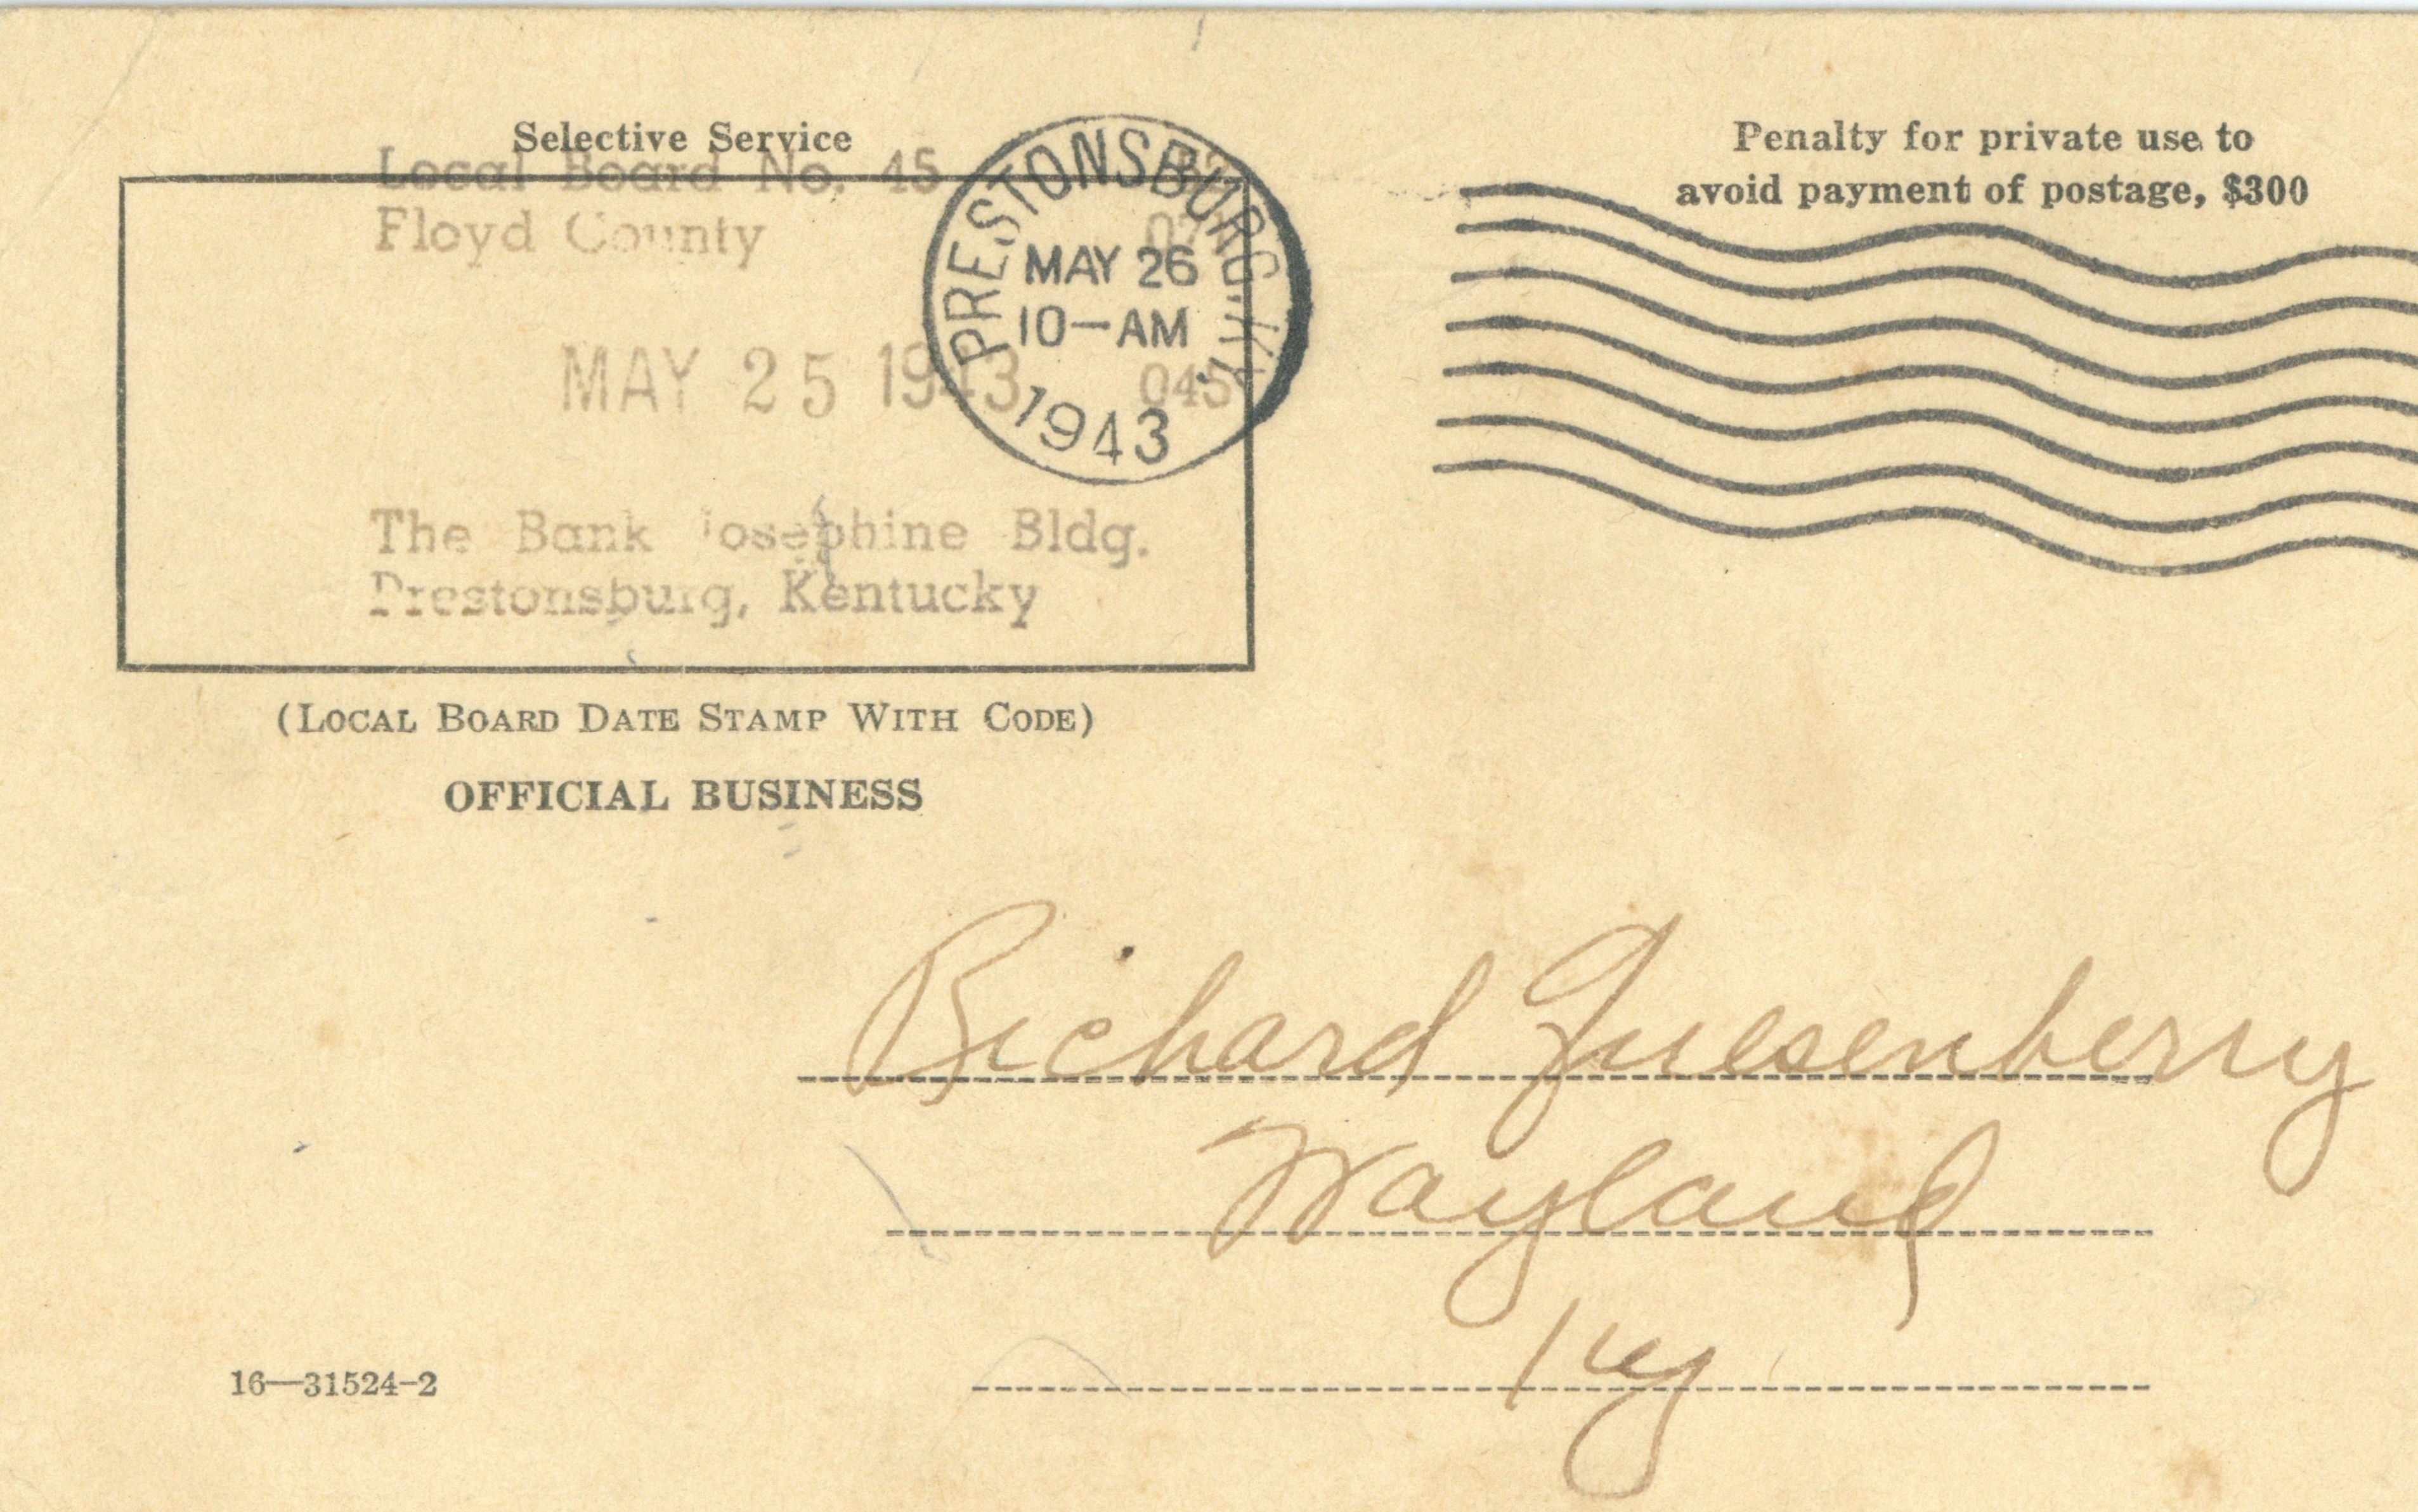 Selective Service
Local Board No. 45
Floyd County
MAY 25 1943 045
The Bank Josephine Bldg.
Prestonsburg, Kentucky
(LOCAL BOARD DATE STAMP WITH CODE)
OFFICIAL BUSINESS
PRESTONSBURG, KY.
MAY 26
10-AM
1943
Penalty for private use to
avoid payment of postage, $300
Richard Quesenberry
Wayland
Ky
16—31524-2